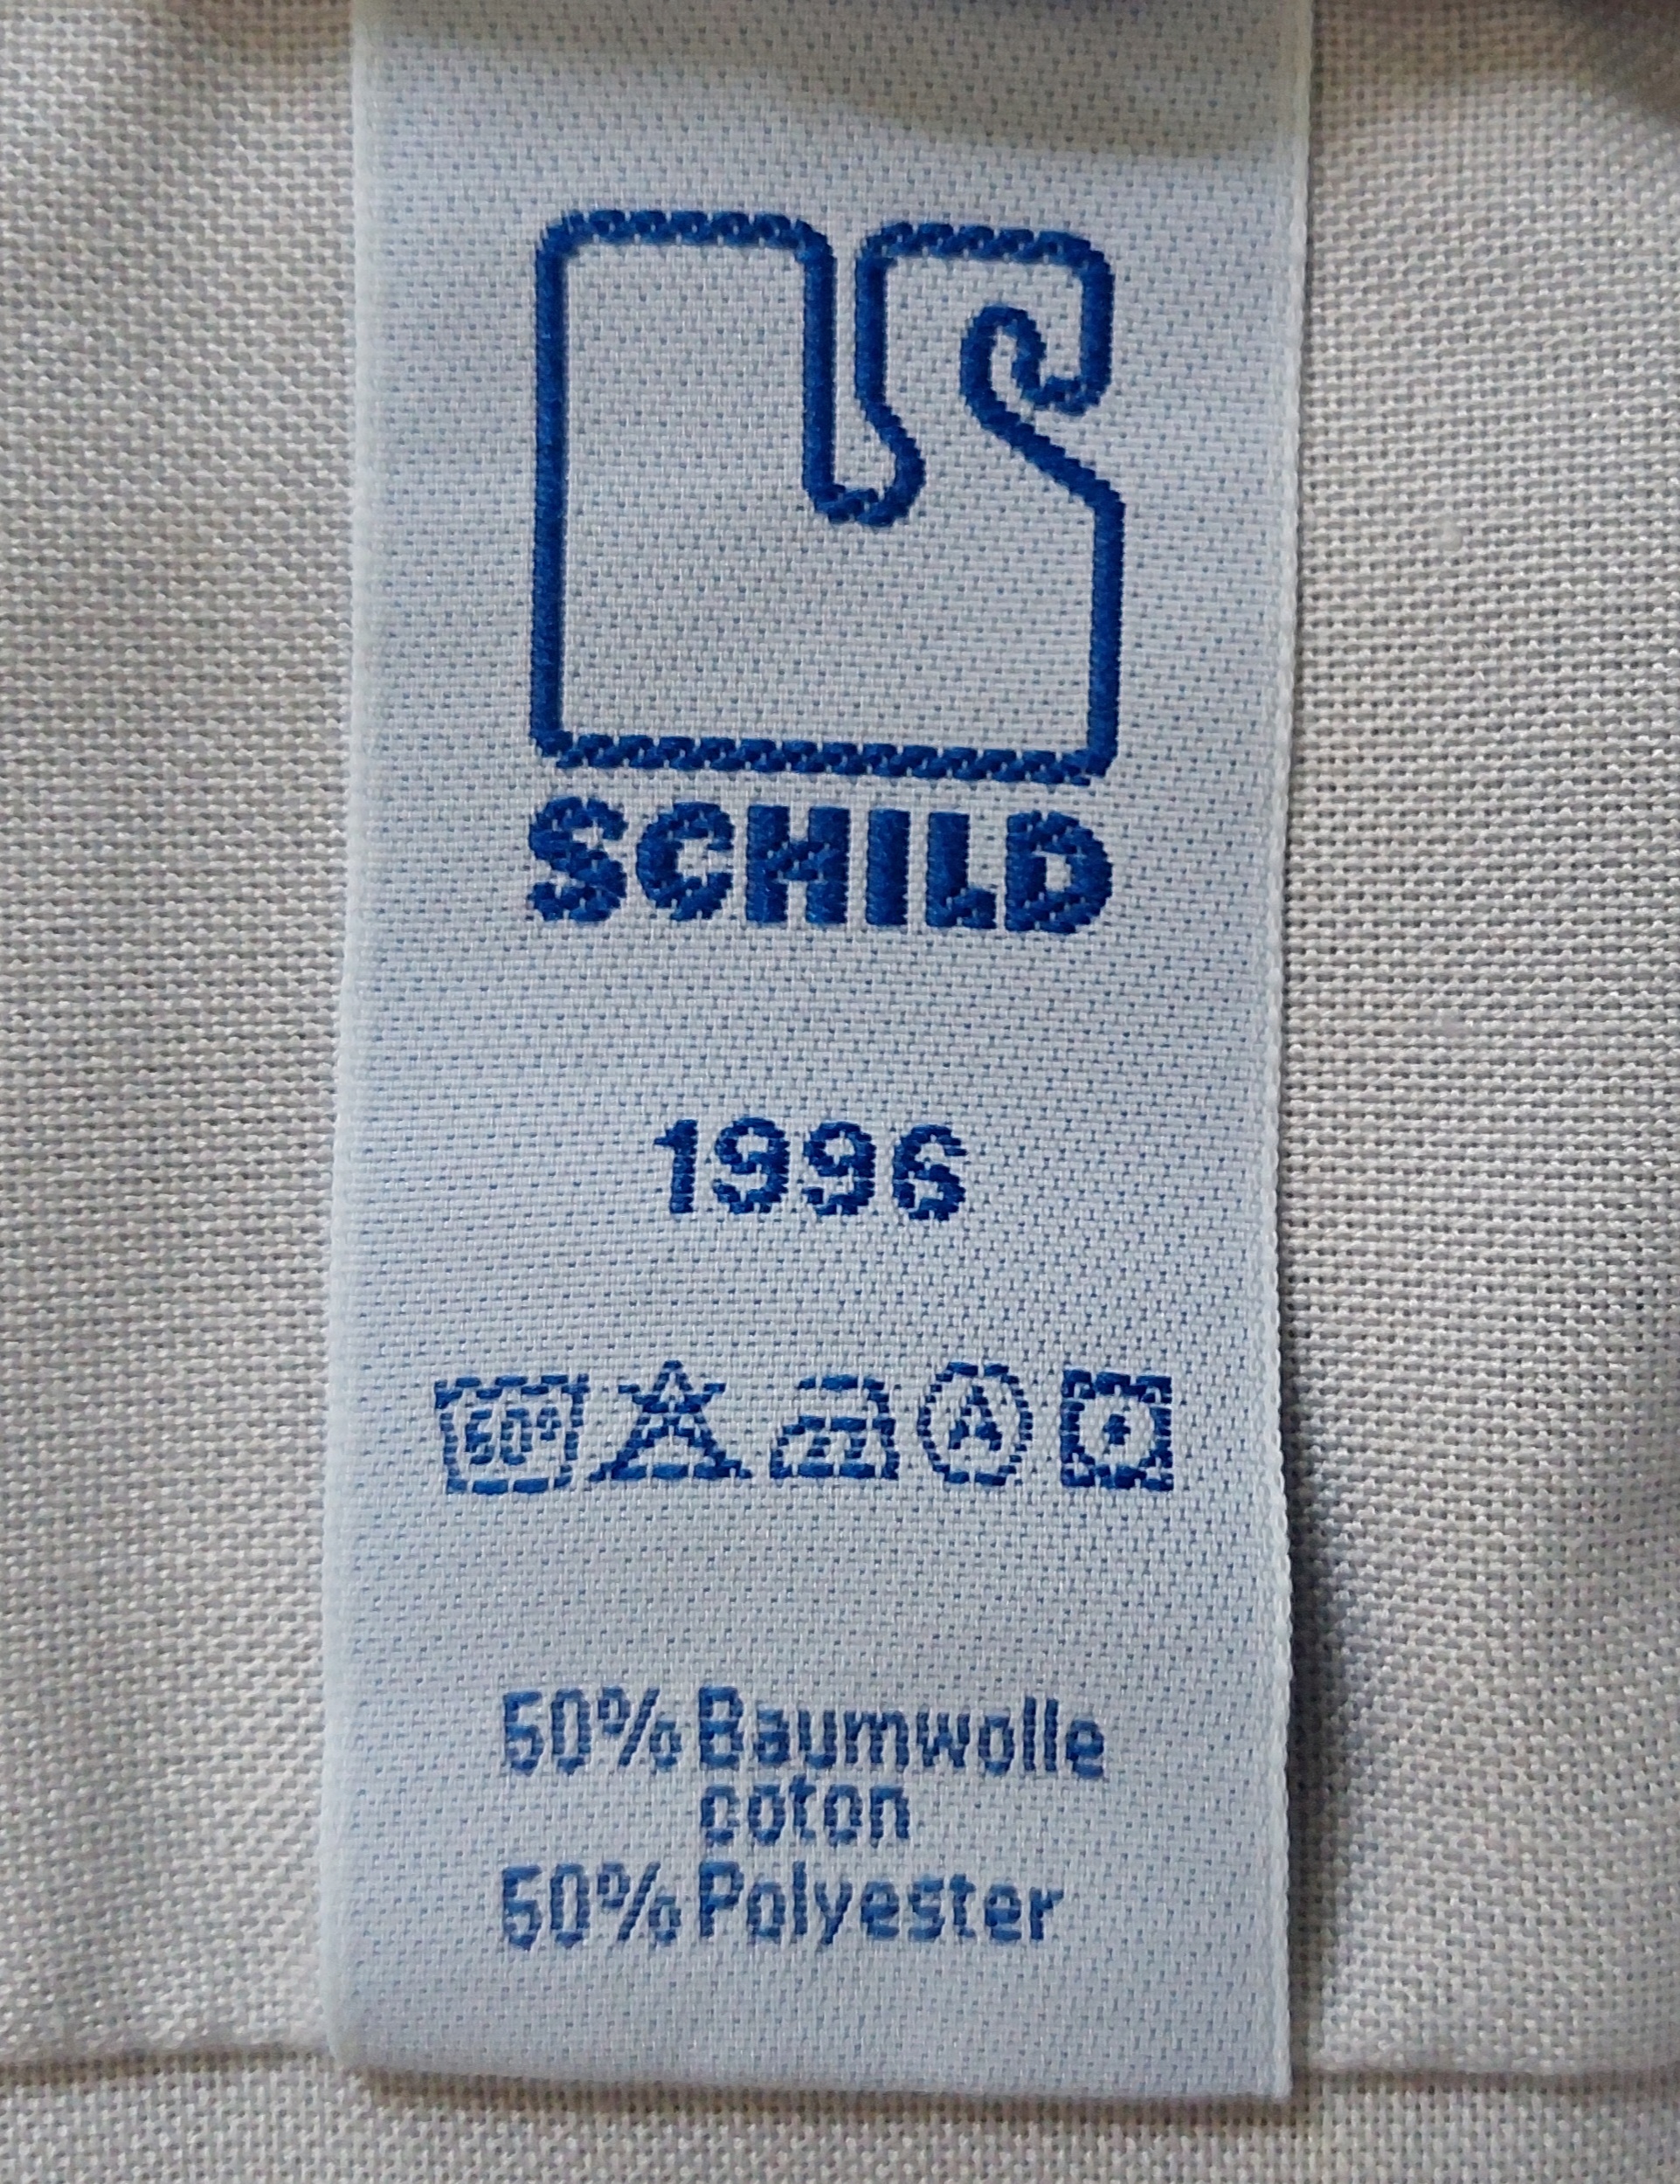 SCHILD
1996
60° A
50% Baumwolle
coton
50% Polyester